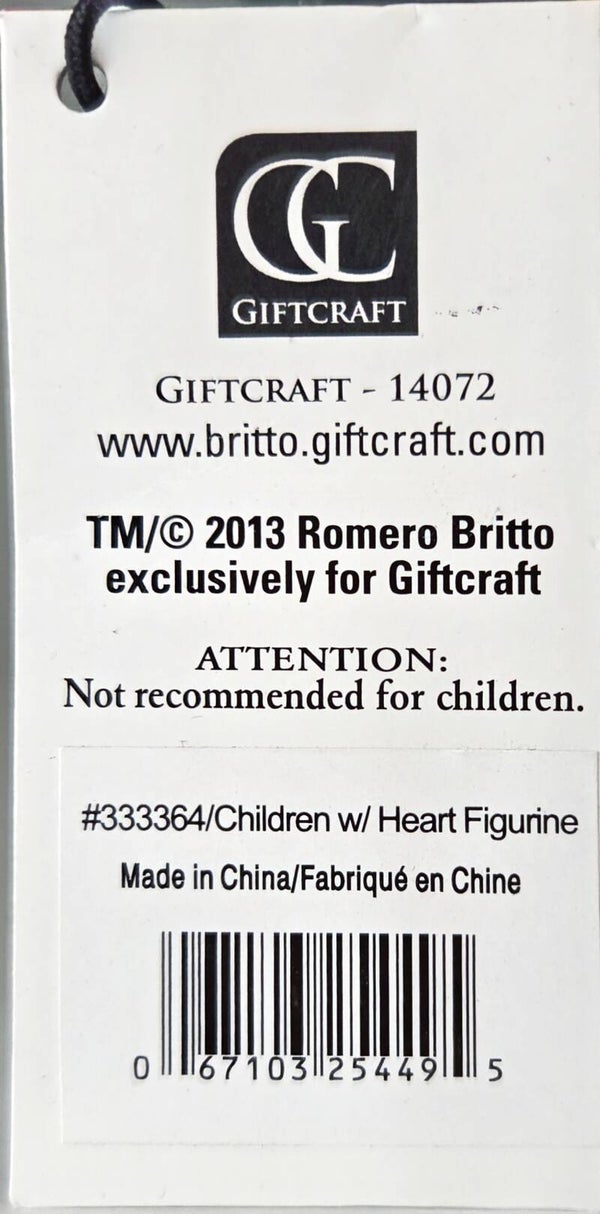 GC
GIFTCRAFT
GIFTCRAFT - 14072
www.britto.giftcraft.com
TM/© 2013 Romero Britto
exclusively for Giftcraft
ATTENTION:
Not recommended for children.
#333364/Children w/ Heart Figurine
Made in China/Fabriqué en Chine
0 67103 25449 5